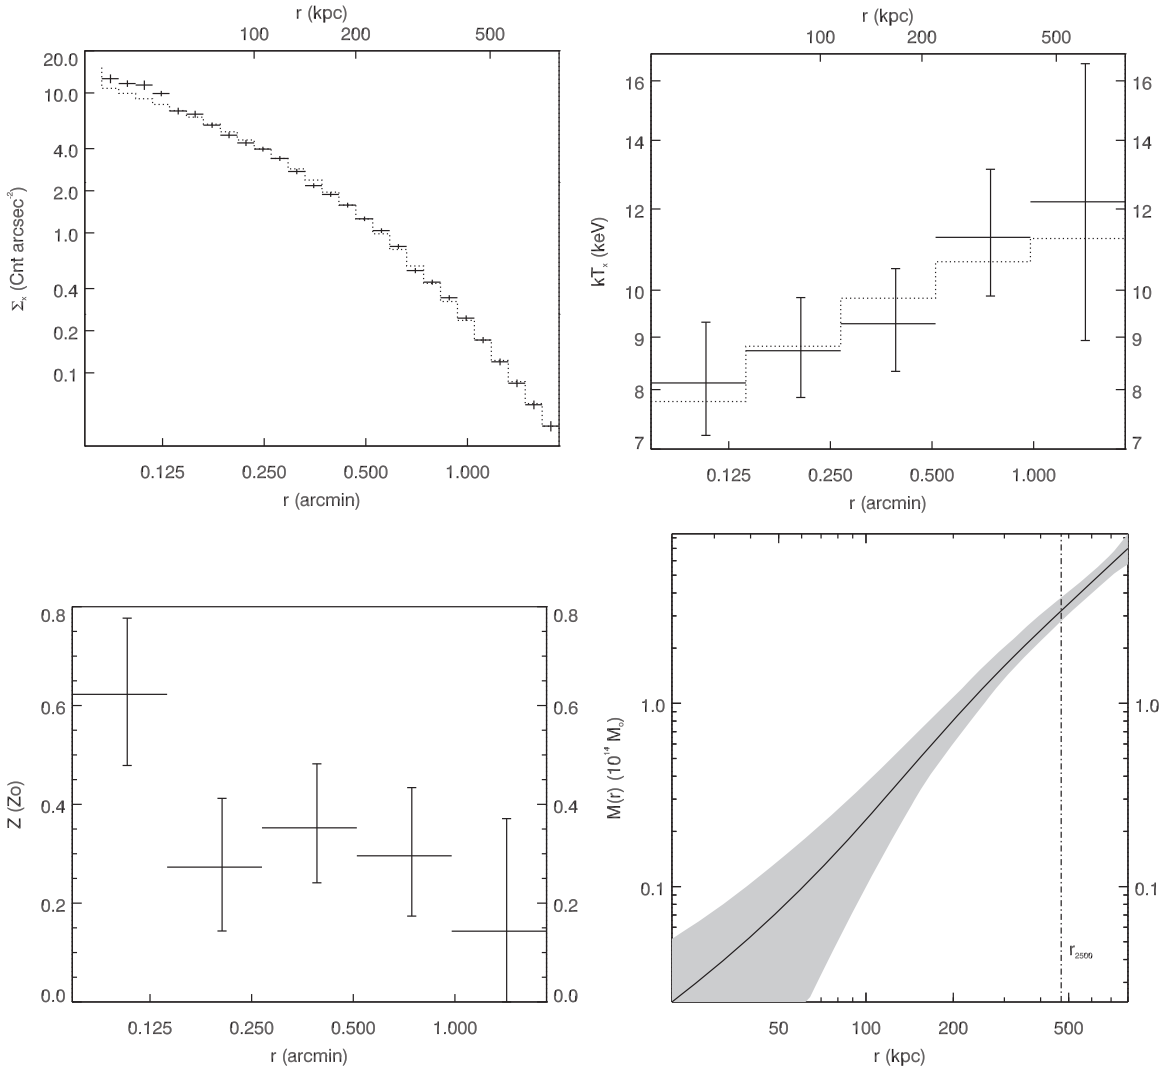 r (kpc)
100 200 500
20.0
10.0
4.0
2.0
1.0
0.4
0.2
0.1
Σx (Cnt arcsec-2)
0.125 0.250 0.500 1.000
r (arcmin)
r (kpc)
100 200 500
16 16
14 14
12 12
10 10
9 9
8 8
7 7
kTx (keV)
0.125 0.250 0.500 1.000
r (arcmin)
0.8 0.8
0.6 0.6
0.4 0.4
0.2 0.2
0.0 0.0
Z (Zo)
0.125 0.250 0.500 1.000
r (arcmin)
1.0 1.0
0.1 0.1
M(r) (10^14 Mo)
r2500
50 100 200 500
r (kpc)